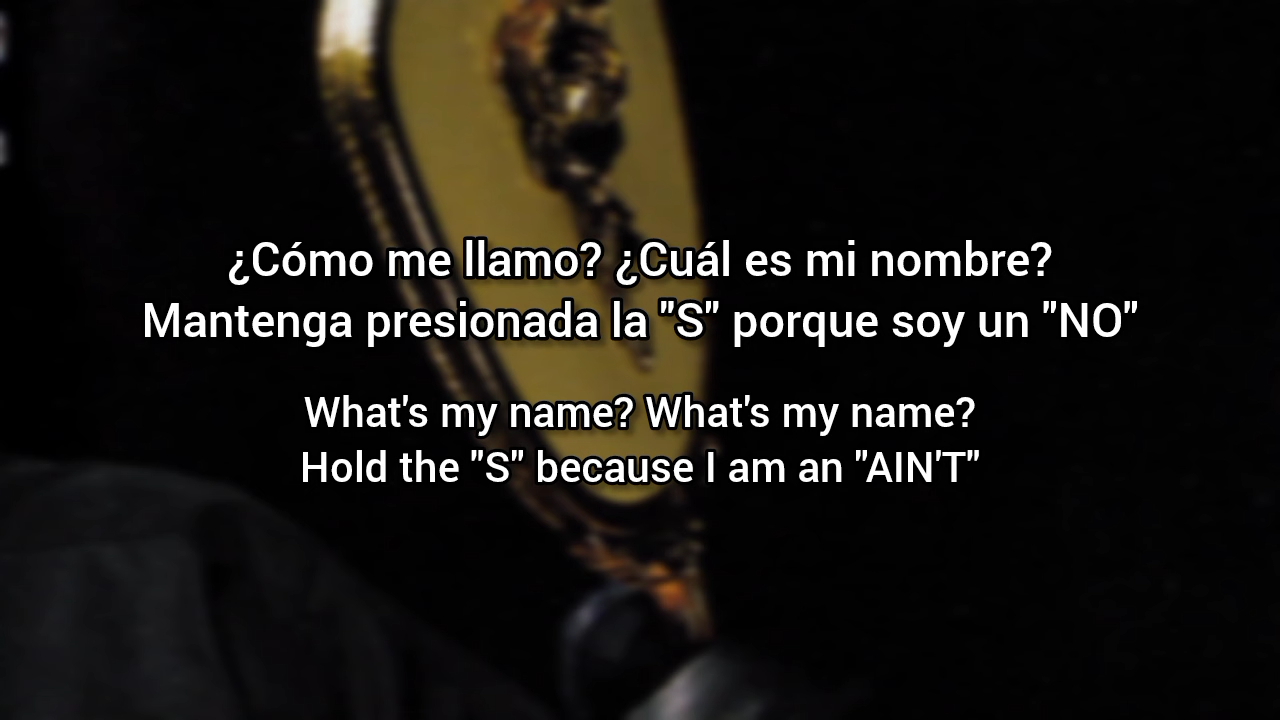 ¿Cómo me llamo? ¿Cuál es mi nombre?
Mantenga presionada la "S" porque soy un "NO"
What's my name? What's my name?
Hold the "S" because I am an "AIN'T"